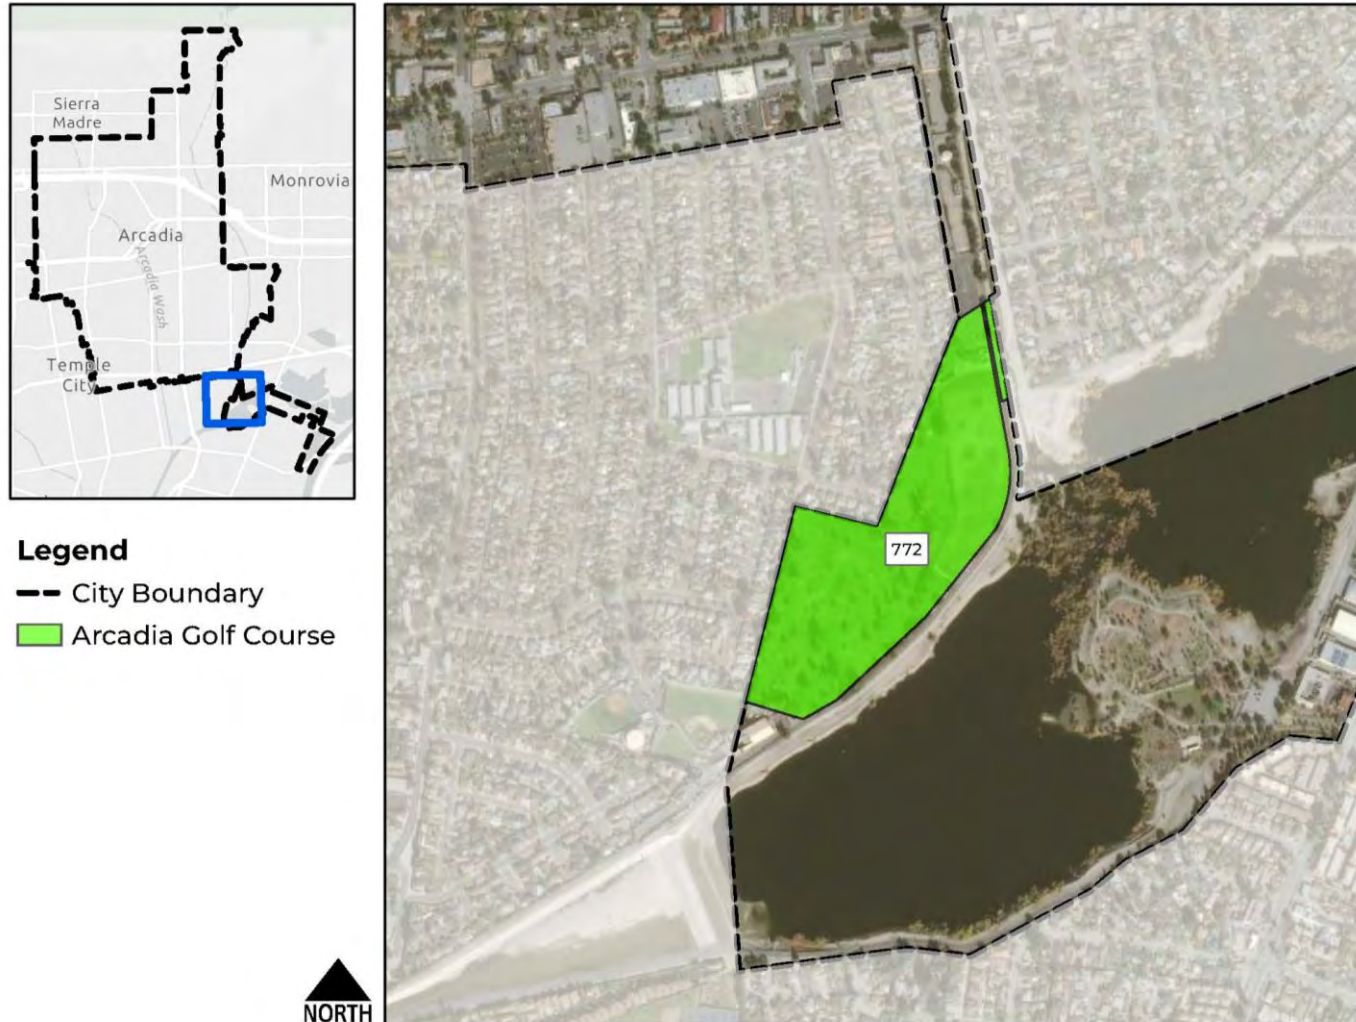 Sierra
Madre
Monrovia
Arcadia
Arcadia Wash
Temple
City
Legend
City Boundary
Arcadia Golf Course
NORTH
772